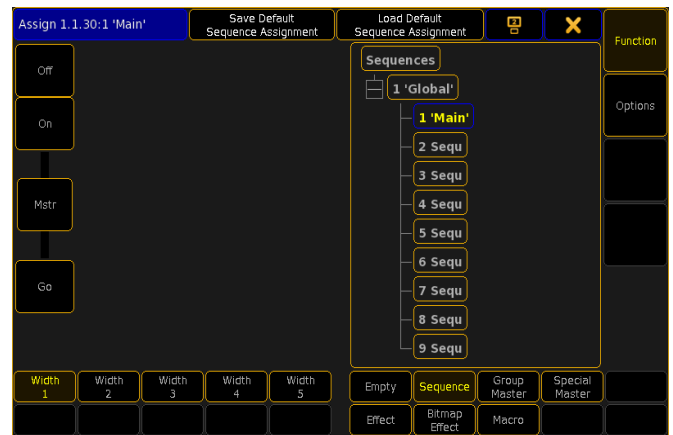 Assign 1.1.30:1 'Main'
Save Default
Sequence Assignment
Load Default
Sequence Assignment
2
Function
Off
Sequences
1 'Global'
Options
On
1 'Main'
2 Sequ
3 Sequ
Mstr
4 Sequ
5 Sequ
6 Sequ
Go
7 Sequ
8 Sequ
9 Sequ
Width
1
Width
2
Width
3
Width
4
Width
5
Empty
Sequence
Group
Master
Special
Master
Effect
Bitmap
Effect
Macro